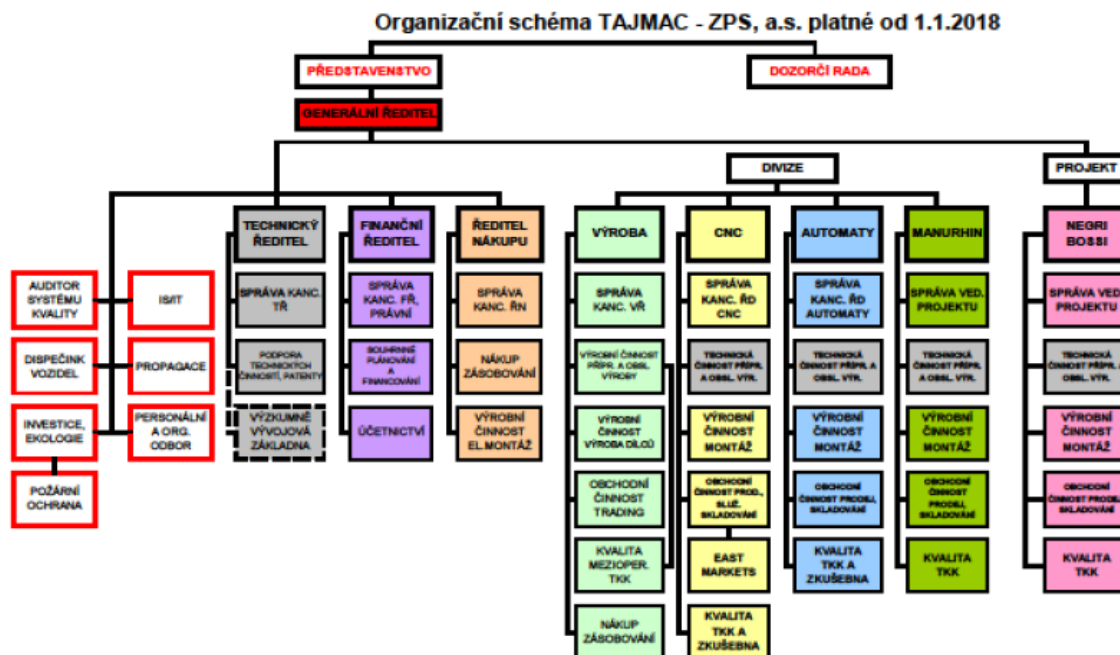 Organizační schéma TAJMAC - ZPS, a.s. platné od 1.1.2018
PŘEDSTAVENSTVO
DOZORČÍ RADA
GENERÁLNÍ ŘEDITEL
DIVIZE
PROJEKT
TECHNICKÝ
ŘEDITEL
FINANČNÍ
ŘEDITEL
ŘEDITEL
NÁKUPU
VÝROBA
CNC
AUTOMATY
MANURHIN
NEGRI
BOSSI
AUDITOR
SYSTÉMU
KVALITY
IS/IT
SPRÁVA KANC.
TŘ
SPRÁVA
KANC. FŘ,
PRÁVNÍ
SPRÁVA
KANC. ŘN
SPRÁVA
KANC. VŘ
SPRÁVA
KANC. ŘD
CNC
SPRÁVA
KANC. ŘD
AUTOMATY
SPRÁVA VED.
PROJEKTU
SPRÁVA VED.
PROJEKTU
DISPEČINK
VOZIDEL
PROPAGACE
PODPORA
TECHNICKÝCH
ČINNOSTÍ, PATENTY
SOUHRNNÉ
PLÁNOVÁNÍ
A
FINANCOVÁNÍ
NÁKUP
ZÁSOBOVÁNÍ
VÝROBNÍ ČINNOST
PŘÍPR. A OBSL.
VÝROBY
TECHNICKÁ
ČINNOST PŘÍPR.
A OBSL. VÝR.
TECHNICKÁ
ČINNOST PŘÍPR. A
OBSL. VÝR.
TECHNICKÁ
ČINNOST PŘÍPR.
A OBSL. VÝR.
TECHNICKÁ
ČINNOST PŘÍPR. A
OBSL. VÝR.
INVESTICE,
EKOLOGIE
PERSONÁLNÍ
A ORG.
ODBOR
VÝZKUMNĚ
VÝVOJOVÁ
ZÁKLADNA
ÚČETNICTVÍ
VÝROBNÍ
ČINNOST
EL.MONTÁŽ
VÝROBNÍ
ČINNOST
VÝROBA DÍLCŮ
VÝROBNÍ
ČINNOST
MONTÁŽ
VÝROBNÍ
ČINNOST
MONTÁŽ
VÝROBNÍ
ČINNOST
MONTÁŽ
VÝROBNÍ
ČINNOST
MONTÁŽ
POŽÁRNÍ
OCHRANA
OBCHODNÍ
ČINNOST
TRADING
OBCHODNÍ
ČINNOST PROD.,
SLUŽ.
SKLADOVÁNÍ
OBCHODNÍ
ČINNOST PRODEJ,
SKLADOVÁNÍ
OBCHODNÍ
ČINNOST
PRODEJ,
SKLADOVÁNÍ
OBCHODNÍ
ČINNOST PRODEJ,
SKLADOVÁNÍ
KVALITA
MEZIOPER.
TKK
EAST
MARKETS
KVALITA
TKK A
ZKUŠEBNA
KVALITA
TKK
KVALITA
TKK
NÁKUP
ZÁSOBOVÁNÍ
KVALITA
TKK A
ZKUŠEBNA